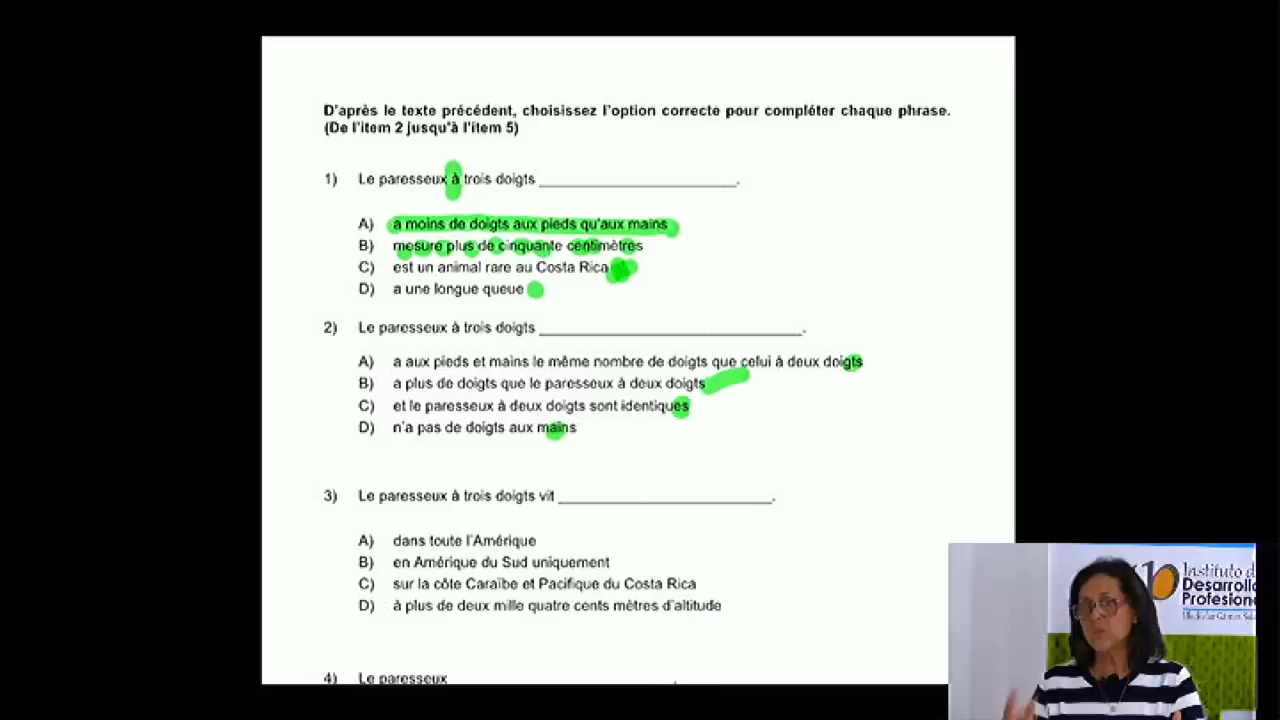 D'après le texte précédent, choisissez l'option correcte pour compléter chaque phrase.
(De l'item 2 jusqu'à l'item 5)
1) Le paresseux à trois doigts ______________________.
A) a moins de doigts aux pieds qu'aux mains
B) mesure plus de cinquante centimètres
C) est un animal rare au Costa Rica
D) a une longue queue
2) Le paresseux à trois doigts ______________________.
A) a aux pieds et mains le même nombre de doigts que celui à deux doigts
B) a plus de doigts que le paresseux à deux doigts
C) et le paresseux à deux doigts sont identiques
D) n'a pas de doigts aux mains
3) Le paresseux à trois doigts vit ______________________.
A) dans toute l'Amérique
B) en Amérique du Sud uniquement
C) sur la côte Caraïbe et Pacifique du Costa Rica
D) à plus de deux mille quatre cents mètres d'altitude
4) Le paresseux
Instituto d
Desarrollo
Profesion